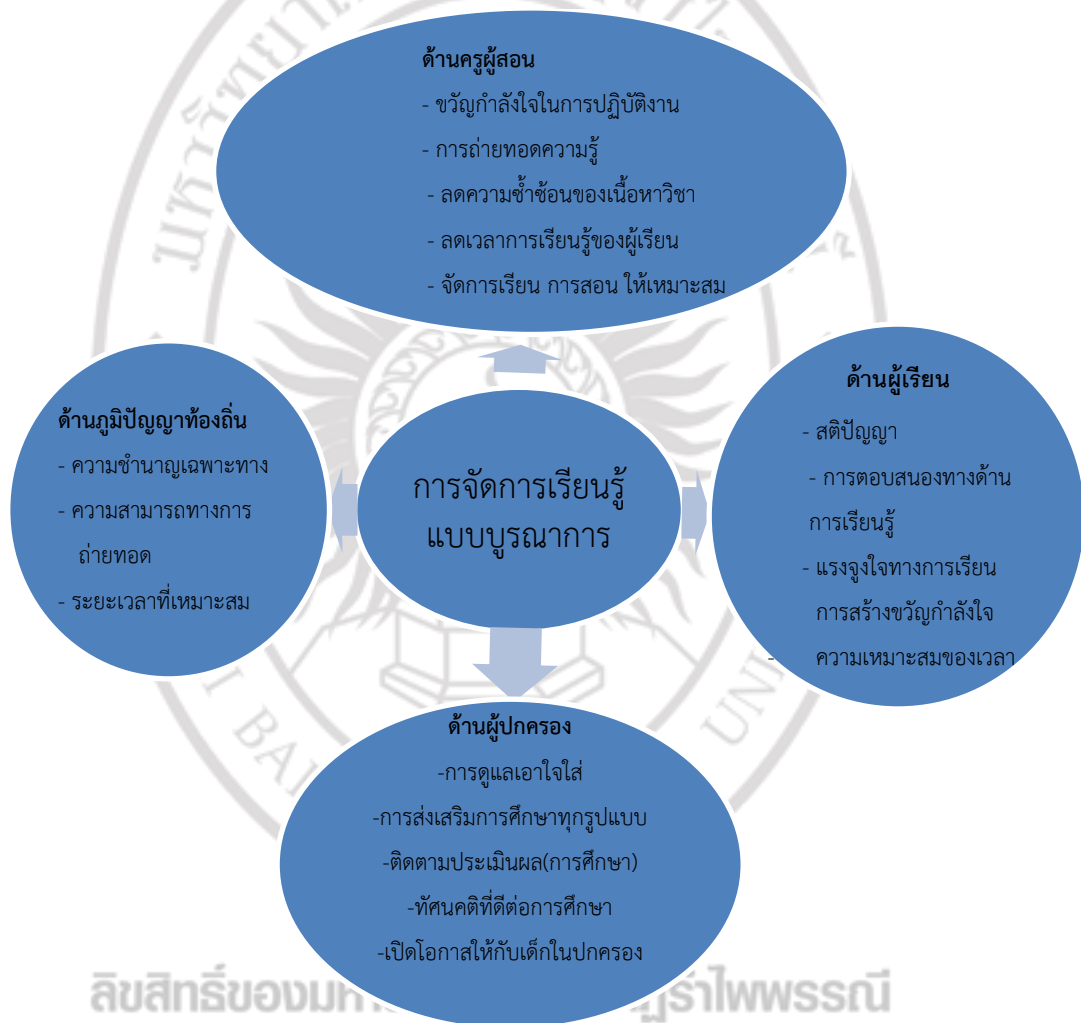 ด้านครูผู้สอน
- ขวัญกำลังใจในการปฏิบัติงาน
- การถ่ายทอดความรู้
- ลดความซ้ำซ้อนของเนื้อหาวิชา
- ลดเวลาการเรียนรู้ของผู้เรียน
- จัดการเรียน การสอน ให้เหมาะสม
ด้านภูมิปัญญาท้องถิ่น
- ความชำนาญเฉพาะทาง
- ความสามารถทางการ
ถ่ายทอด
- ระยะเวลาที่เหมาะสม
การจัดการเรียนรู้
แบบบูรณาการ
ด้านผู้เรียน
- สติปัญญา
- การตอบสนองทางด้าน
การเรียนรู้
- แรงจูงใจทางการเรียน
การสร้างขวัญกำลังใจ
- ความเหมาะสมของเวลา
ด้านผู้ปกครอง
-การดูแลเอาใจใส่
-การส่งเสริมการศึกษาทุกรูปแบบ
-ติดตามประเมินผล(การศึกษา)
-ทัศนคติที่ดีต่อการศึกษา
-เปิดโอกาสให้กับเด็กในปกครอง
ลิขสิทธิ์ของ